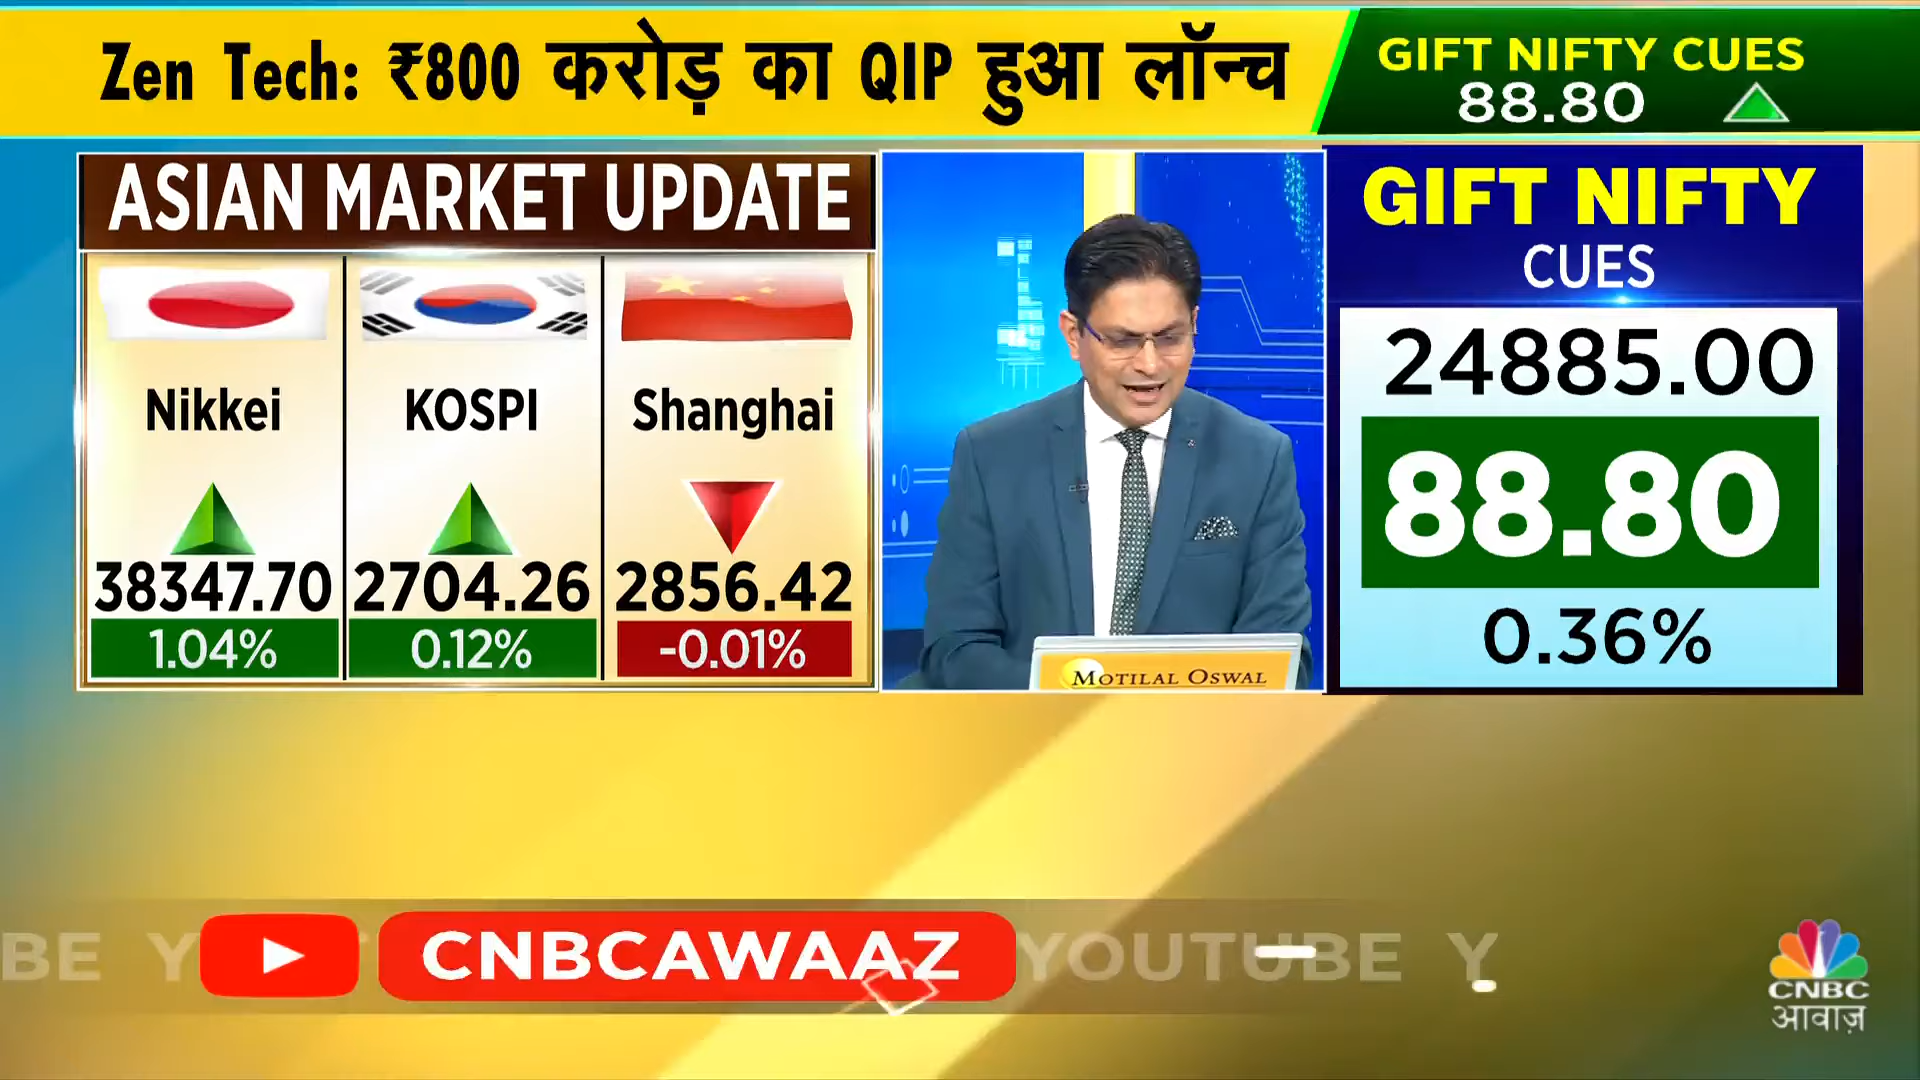 Zen Tech: ₹800 करोड़ का QIP हुआ लॉन्च
GIFT NIFTY CUES
88.80
ASIAN MARKET UPDATE
Nikkei
38347.70
1.04%
KOSPI
2704.26
0.12%
Shanghai
2856.42
-0.01%
MOTILAL OSWAL
GIFT NIFTY
CUES
24885.00
88.80
0.36%
BE Y
CNBCAWAAZ
YOUTUBE Y
CNBC
आवाज़